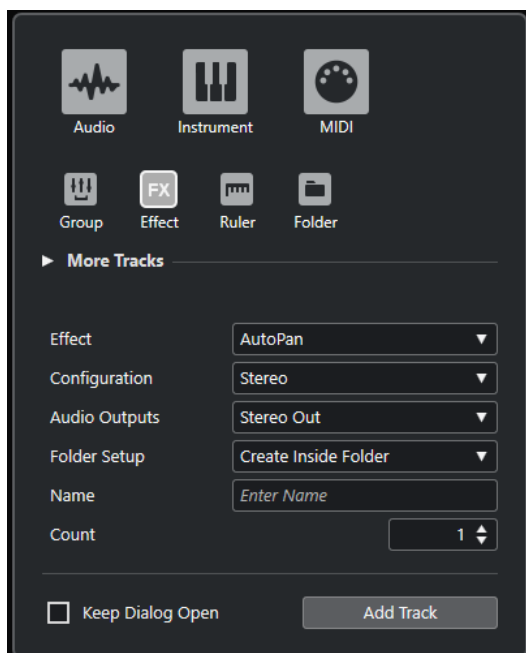 Audio Instrument MIDI
FX
Group Effect Ruler Folder
More Tracks
Effect AutoPan
Configuration Stereo
Audio Outputs Stereo Out
Folder Setup Create Inside Folder
Name Enter Name
Count 1
Keep Dialog Open Add Track